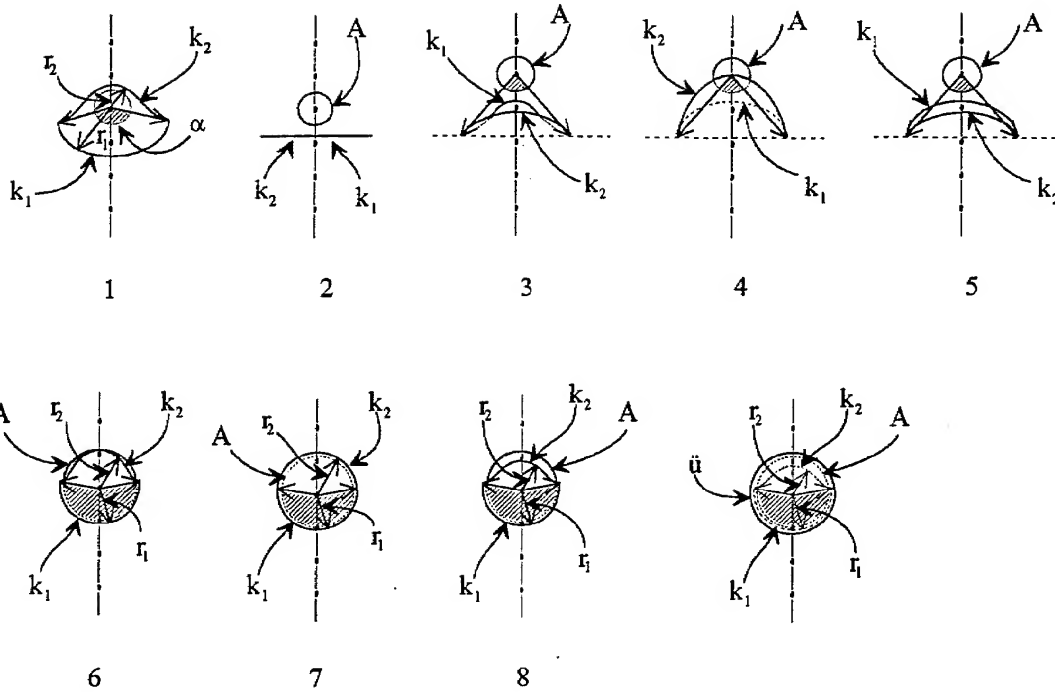 A A A A
k₂ k₁ k₂ k₁
r₂
α
r₁
k₁ k₂ k₁ k₂ k₁ k₂
1 2 3 4 5
A r₂ k₂ r₂ k₂ r₂ k₂ A r₂ k₂ A
A
ü
r₁ r₁ r₁ r₁
k₁ k₁ k₁ k₁
6 7 8